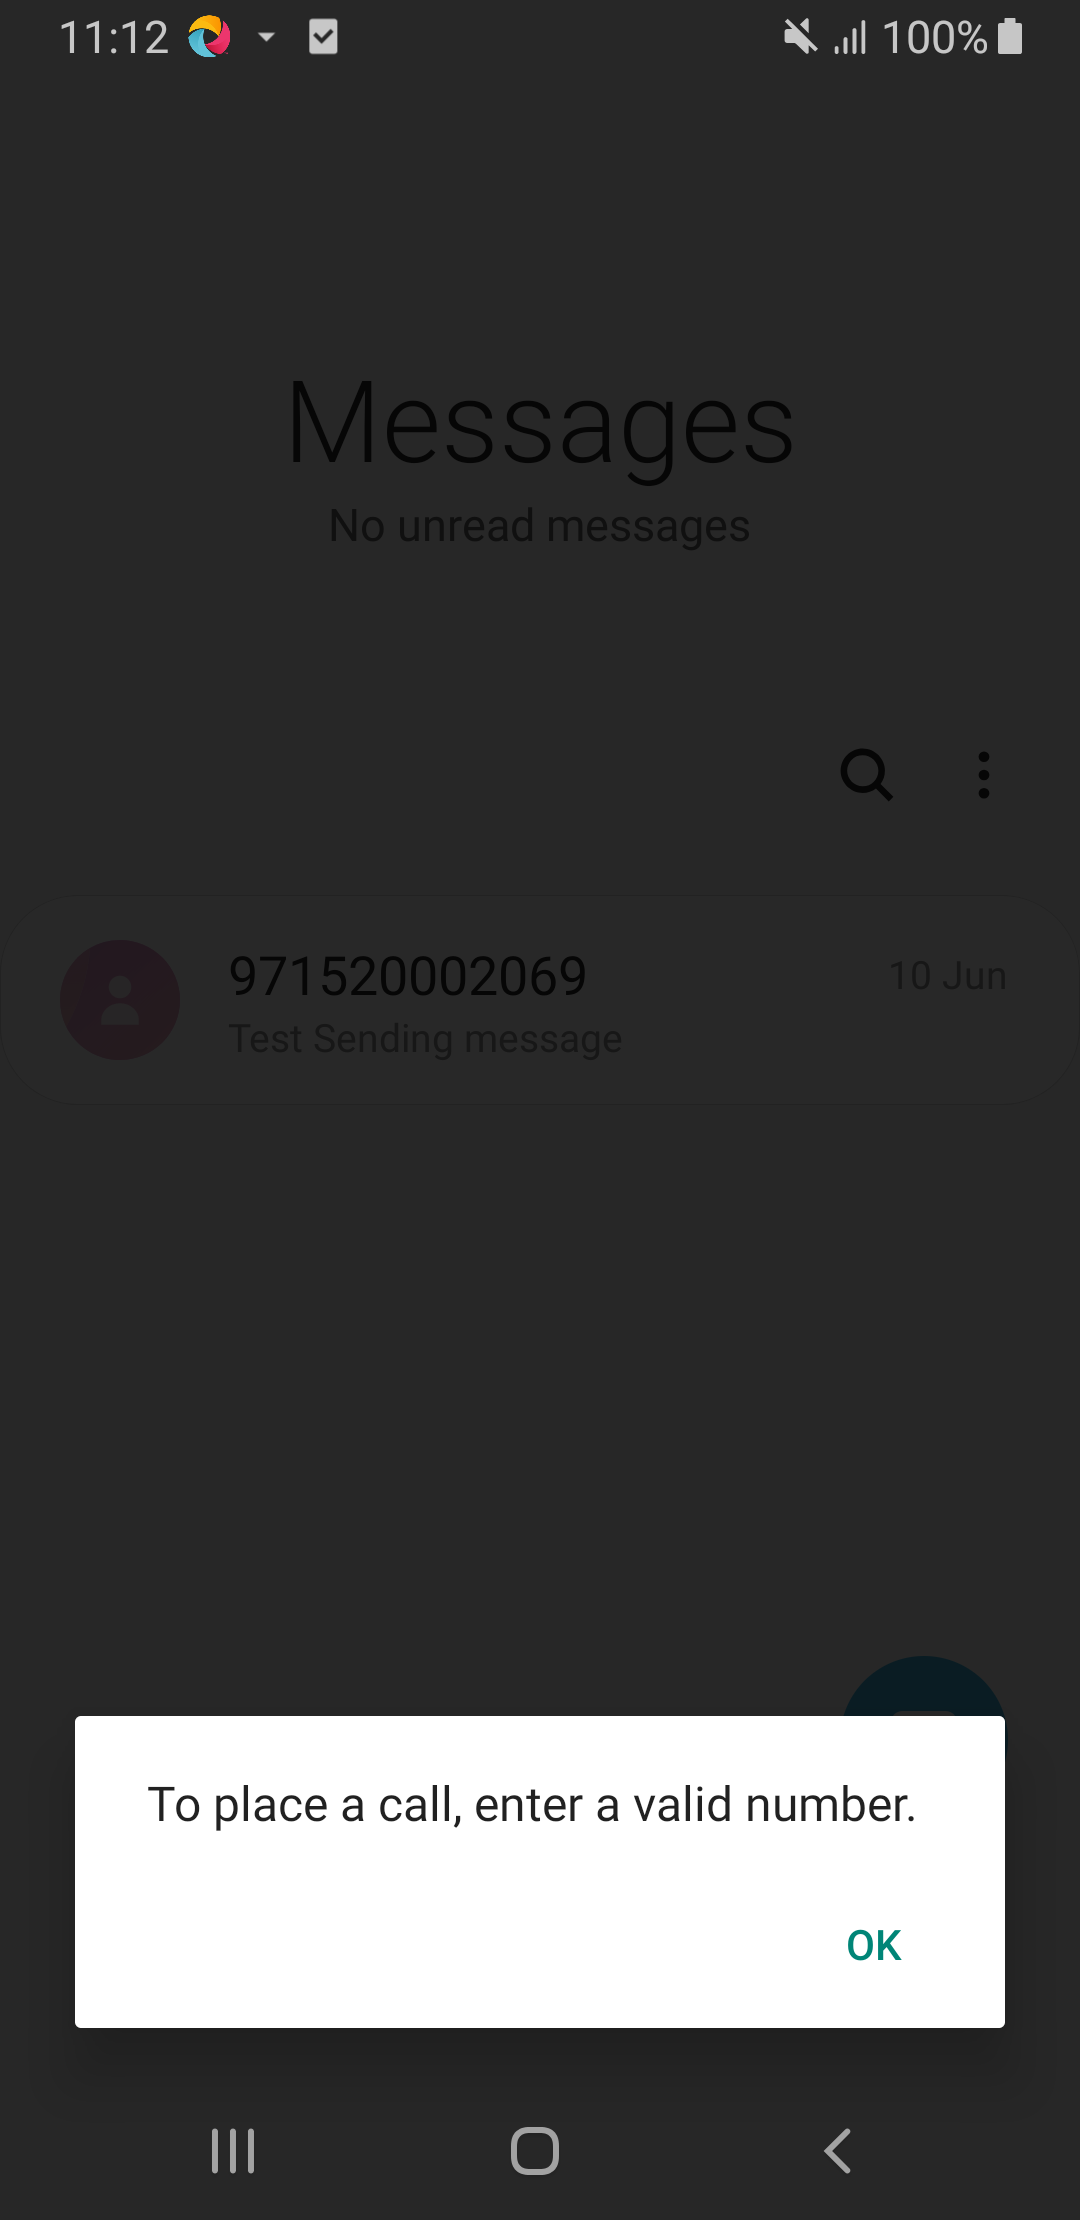 11:12 100%
Messages
No unread messages
971520002069 10 Jun
Test Sending message
To place a call, enter a valid number.
OK